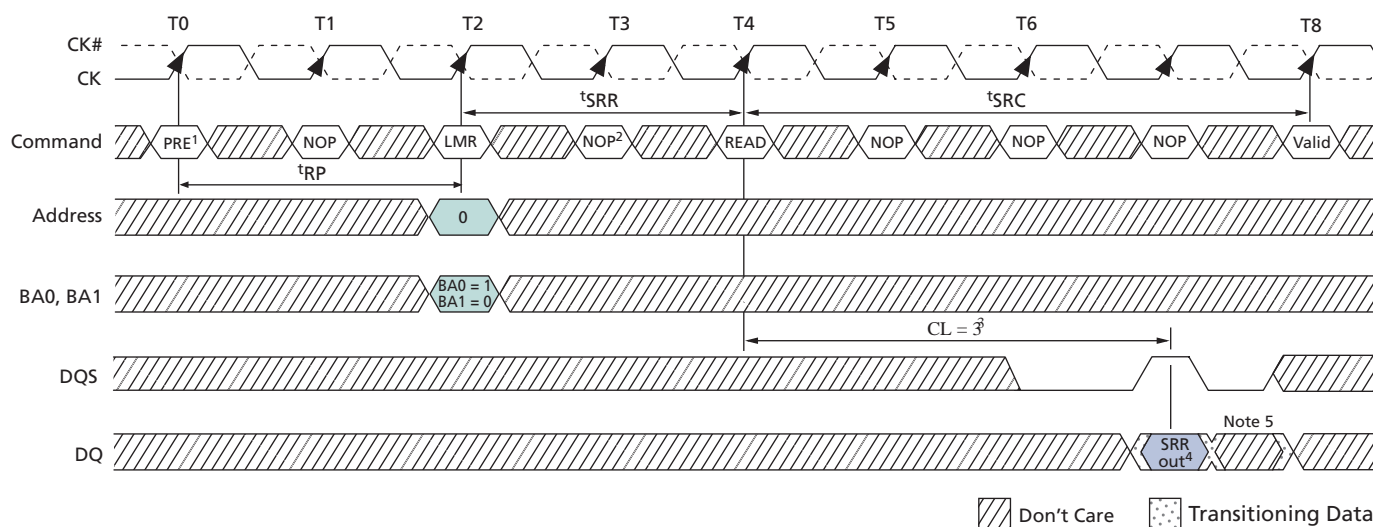 T0 T1 T2 T3 T4 T5 T6 T8
CK#
CK
tSRR tSRC
Command PRE1 NOP LMR NOP2 READ NOP NOP NOP Valid
tRP
Address 0
BA0, BA1 BA0 = 1
BA1 = 0
CL = 33
DQS
Note 5
DQ SRR
out4
Don't Care Transitioning Data